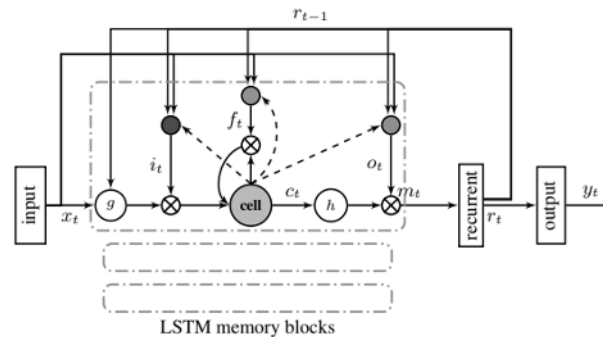 r_{t-1}
f_t
i_t
o_t
input
x_t
g
cell
c_t
h
m_t
recurrent
r_t
output
y_t
LSTM memory blocks